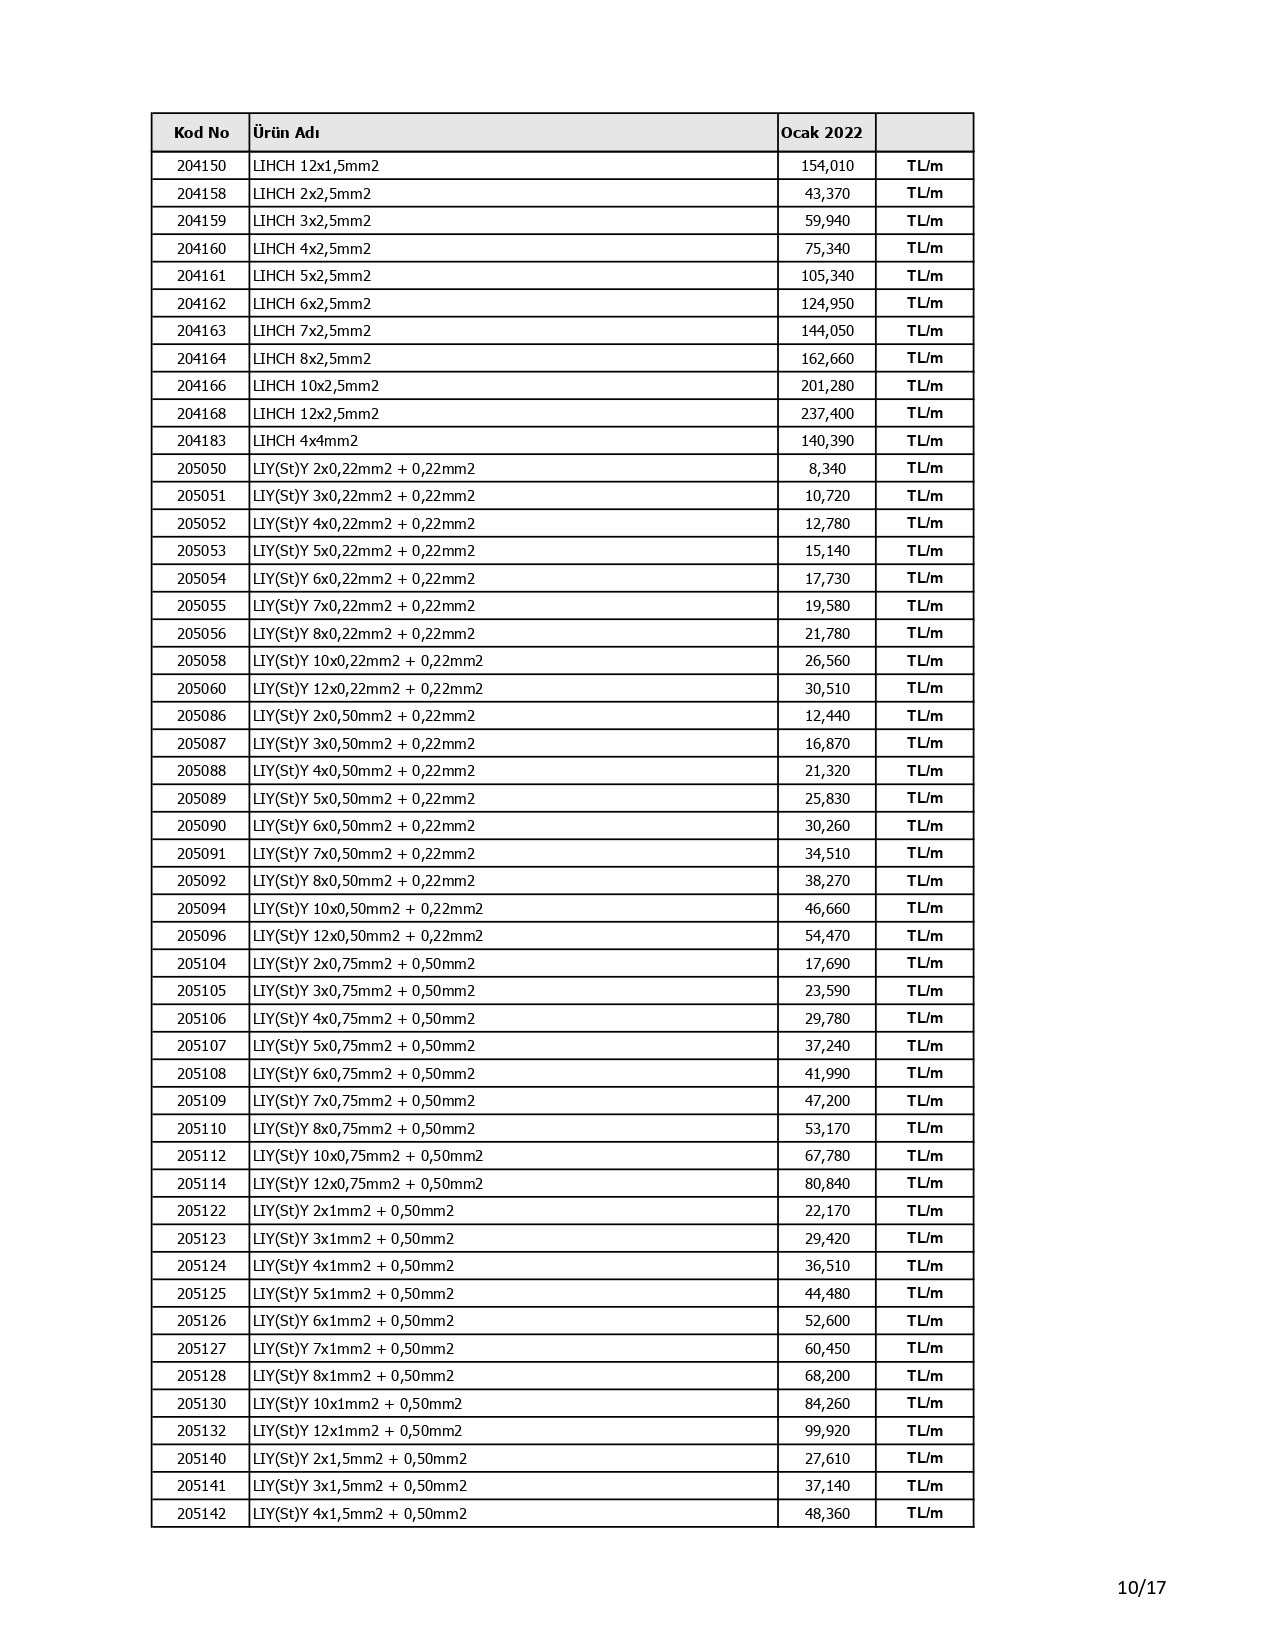 Kod No Ürün Adı Ocak 2022
204150 LIHCH 12x1,5mm2 154,010 TL/m
204158 LIHCH 2x2,5mm2 43,370 TL/m
204159 LIHCH 3x2,5mm2 59,940 TL/m
204160 LIHCH 4x2,5mm2 75,340 TL/m
204161 LIHCH 5x2,5mm2 105,340 TL/m
204162 LIHCH 6x2,5mm2 124,950 TL/m
204163 LIHCH 7x2,5mm2 144,050 TL/m
204164 LIHCH 8x2,5mm2 162,660 TL/m
204166 LIHCH 10x2,5mm2 201,280 TL/m
204168 LIHCH 12x2,5mm2 237,400 TL/m
204183 LIHCH 4x4mm2 140,390 TL/m
205050 LIY(St)Y 2x0,22mm2 + 0,22mm2 8,340 TL/m
205051 LIY(St)Y 3x0,22mm2 + 0,22mm2 10,720 TL/m
205052 LIY(St)Y 4x0,22mm2 + 0,22mm2 12,780 TL/m
205053 LIY(St)Y 5x0,22mm2 + 0,22mm2 15,140 TL/m
205054 LIY(St)Y 6x0,22mm2 + 0,22mm2 17,730 TL/m
205055 LIY(St)Y 7x0,22mm2 + 0,22mm2 19,580 TL/m
205056 LIY(St)Y 8x0,22mm2 + 0,22mm2 21,780 TL/m
205058 LIY(St)Y 10x0,22mm2 + 0,22mm2 26,560 TL/m
205060 LIY(St)Y 12x0,22mm2 + 0,22mm2 30,510 TL/m
205086 LIY(St)Y 2x0,50mm2 + 0,22mm2 12,440 TL/m
205087 LIY(St)Y 3x0,50mm2 + 0,22mm2 16,870 TL/m
205088 LIY(St)Y 4x0,50mm2 + 0,22mm2 21,320 TL/m
205089 LIY(St)Y 5x0,50mm2 + 0,22mm2 25,830 TL/m
205090 LIY(St)Y 6x0,50mm2 + 0,22mm2 30,260 TL/m
205091 LIY(St)Y 7x0,50mm2 + 0,22mm2 34,510 TL/m
205092 LIY(St)Y 8x0,50mm2 + 0,22mm2 38,270 TL/m
205094 LIY(St)Y 10x0,50mm2 + 0,22mm2 46,660 TL/m
205096 LIY(St)Y 12x0,50mm2 + 0,22mm2 54,470 TL/m
205104 LIY(St)Y 2x0,75mm2 + 0,50mm2 17,690 TL/m
205105 LIY(St)Y 3x0,75mm2 + 0,50mm2 23,590 TL/m
205106 LIY(St)Y 4x0,75mm2 + 0,50mm2 29,780 TL/m
205107 LIY(St)Y 5x0,75mm2 + 0,50mm2 37,240 TL/m
205108 LIY(St)Y 6x0,75mm2 + 0,50mm2 41,990 TL/m
205109 LIY(St)Y 7x0,75mm2 + 0,50mm2 47,200 TL/m
205110 LIY(St)Y 8x0,75mm2 + 0,50mm2 53,170 TL/m
205112 LIY(St)Y 10x0,75mm2 + 0,50mm2 67,780 TL/m
205114 LIY(St)Y 12x0,75mm2 + 0,50mm2 80,840 TL/m
205122 LIY(St)Y 2x1mm2 + 0,50mm2 22,170 TL/m
205123 LIY(St)Y 3x1mm2 + 0,50mm2 29,420 TL/m
205124 LIY(St)Y 4x1mm2 + 0,50mm2 36,510 TL/m
205125 LIY(St)Y 5x1mm2 + 0,50mm2 44,480 TL/m
205126 LIY(St)Y 6x1mm2 + 0,50mm2 52,600 TL/m
205127 LIY(St)Y 7x1mm2 + 0,50mm2 60,450 TL/m
205128 LIY(St)Y 8x1mm2 + 0,50mm2 68,200 TL/m
205130 LIY(St)Y 10x1mm2 + 0,50mm2 84,260 TL/m
205132 LIY(St)Y 12x1mm2 + 0,50mm2 99,920 TL/m
205140 LIY(St)Y 2x1,5mm2 + 0,50mm2 27,610 TL/m
205141 LIY(St)Y 3x1,5mm2 + 0,50mm2 37,140 TL/m
205142 LIY(St)Y 4x1,5mm2 + 0,50mm2 48,360 TL/m
10/17